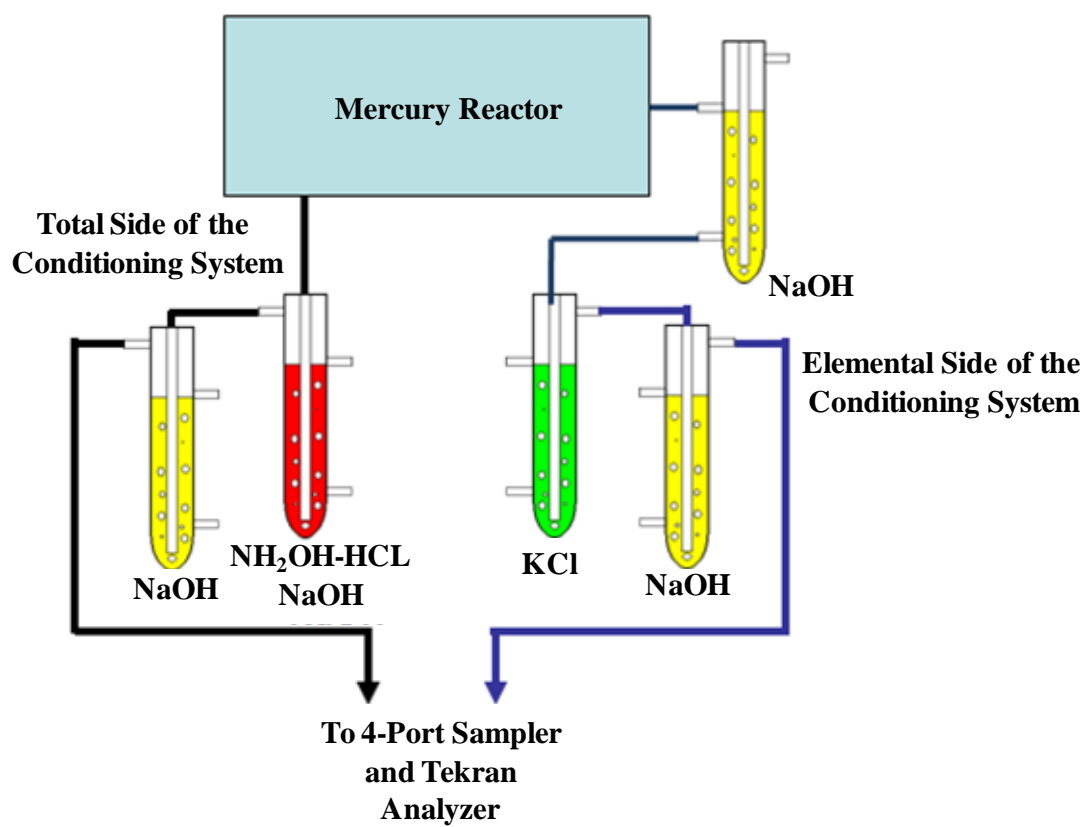 Mercury Reactor
Total Side of the
Conditioning System
NaOH
Elemental Side of the
Conditioning System
NH₂OH-HCL
NaOH
NaOH
KCl
NaOH
To 4-Port Sampler
and Tekran
Analyzer